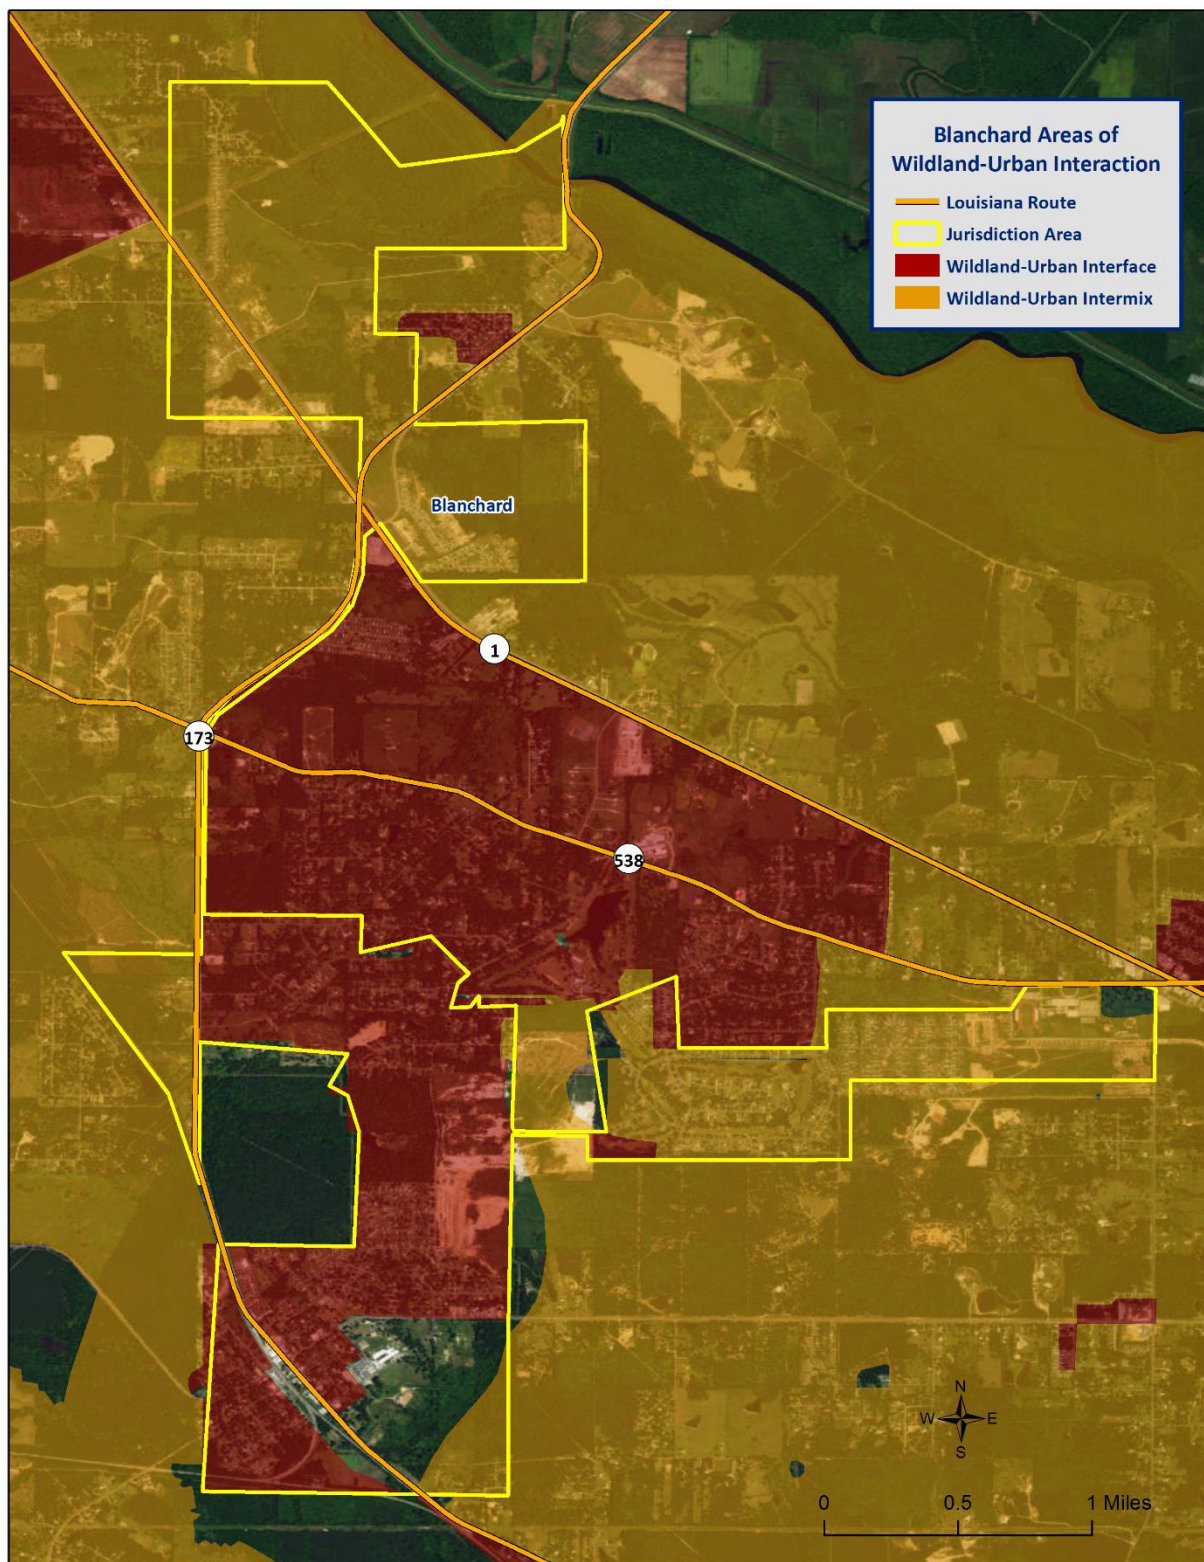 Blanchard Areas of
Wildland-Urban Interaction
Louisiana Route
Jurisdiction Area
Wildland-Urban Interface
Wildland-Urban Intermix
Blanchard
1
173
538
N
W E
S
0 0.5 1 Miles